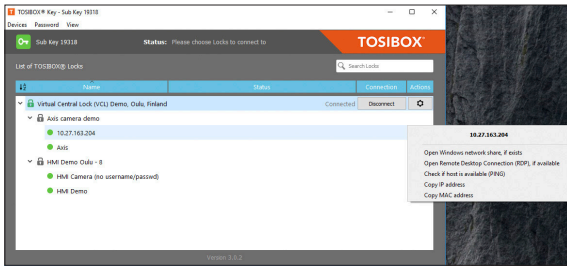 TOSIBOX® Key - Sub Key 19318
Devices Password View
Sub Key 19318 Status: Please choose Locks to connect to TOSIBOX®
List of TOSIBOX(R) Locks Search Locks
Name Status Connection Actions
Virtual Central Lock (VCL) Demo, Oulu, Finland Connected Disconnect
Axis camera demo
10.27.163.204
Axis
HMI Demo Oulu - 8
HMI Camera (no username/passwd)
HMI Demo
Version 3.0.2
10.27.163.204
Open Windows network share, if exists
Open Remote Desktop Connection (RDP), if available
Check if host is available (PING)
Copy IP address
Copy MAC address